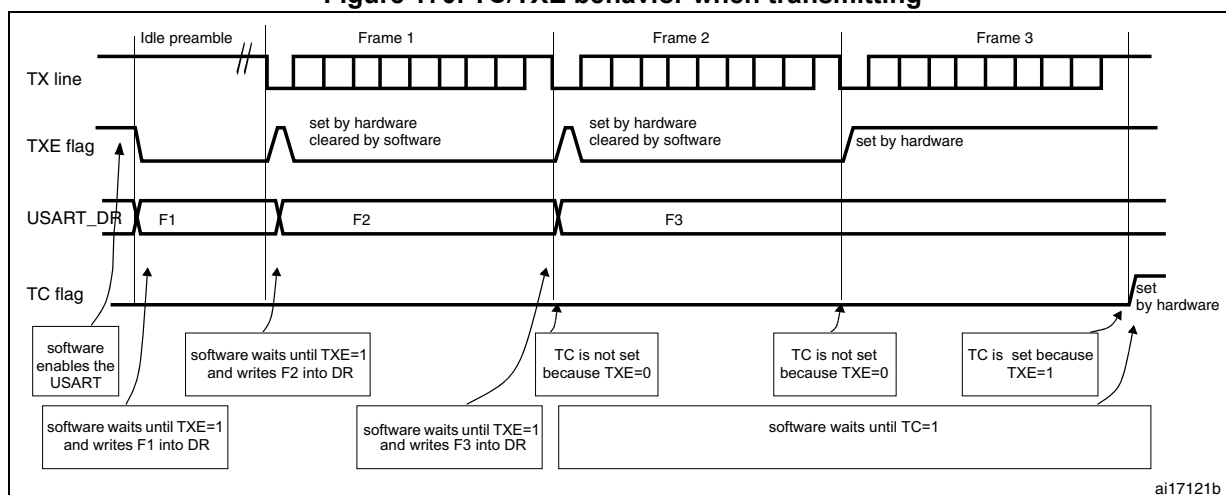 Figure 176. TC/TXE behavior when transmitting
Idle preamble
Frame 1
Frame 2
Frame 3
TX line
TXE flag
set by hardware
cleared by software
set by hardware
cleared by software
set by hardware
USART_DR
F1
F2
F3
TC flag
set
by hardware
software
enables the
USART
software waits until TXE=1
and writes F2 into DR
TC is not set
because TXE=0
TC is not set
because TXE=0
TC is set because
TXE=1
software waits until TXE=1
and writes F1 into DR
software waits until TXE=1
and writes F3 into DR
software waits until TC=1
ai17121b